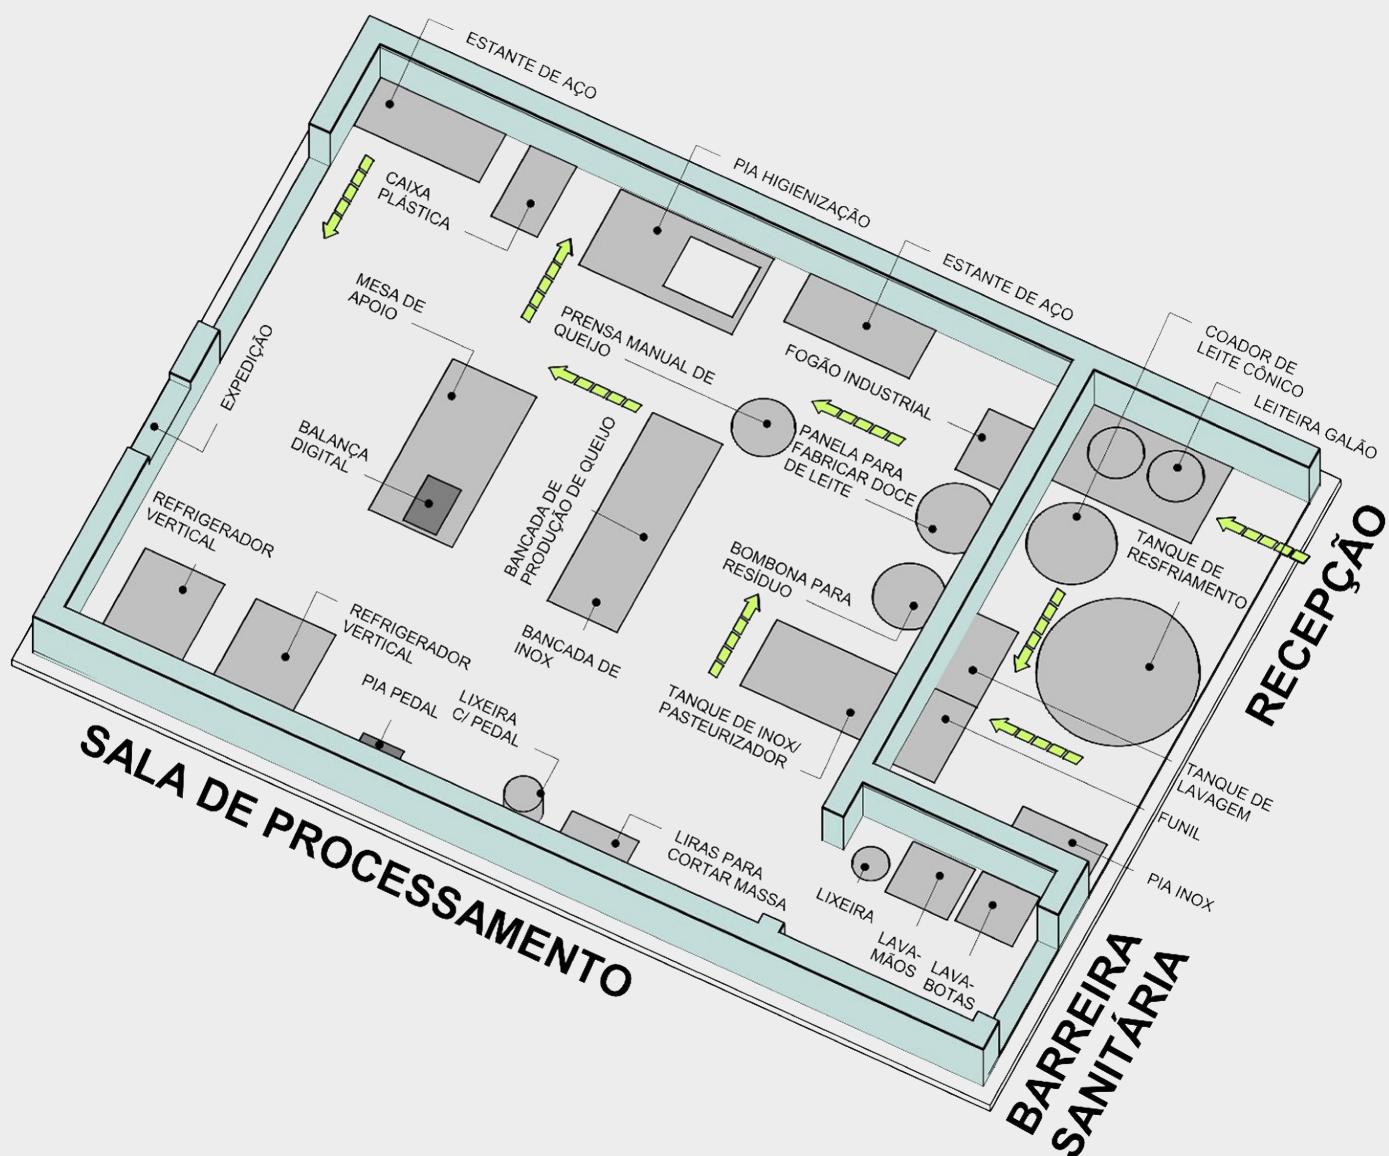 ESTANTE DE AÇO
CAIXA
PLÁSTICA
PIA HIGIENIZAÇÃO
ESTANTE DE AÇO
COADOR DE
LEITE CÔNICO
LEITEIRA GALÃO
MESA DE
APOIO
PRENSA MANUAL DE
QUEIJO
FOGÃO INDUSTRIAL
EXPEDIÇÃO
BALANÇA
DIGITAL
BANCADA DE
PRODUÇÃO DE QUEIJO
PANELA PARA
FABRICAR DOCE
DE LEITE
TANQUE DE
RESFRIAMENTO
RECEPÇÃO
REFRIGERADOR
VERTICAL
REFRIGERADOR
VERTICAL
BANCADA DE
INOX
BOMBONA PARA
RESÍDUO
PIA PEDAL
LIXEIRA
C/ PEDAL
TANQUE DE INOX/
PASTEURIZADOR
TANQUE DE
LAVAGEM
FUNIL
PIA INOX
LIRAS PARA
CORTAR MASSA
LIXEIRA
LAVA-
MÃOS
LAVA-
BOTAS
SALA DE PROCESSAMENTO
BARREIRA
SANITÁRIA